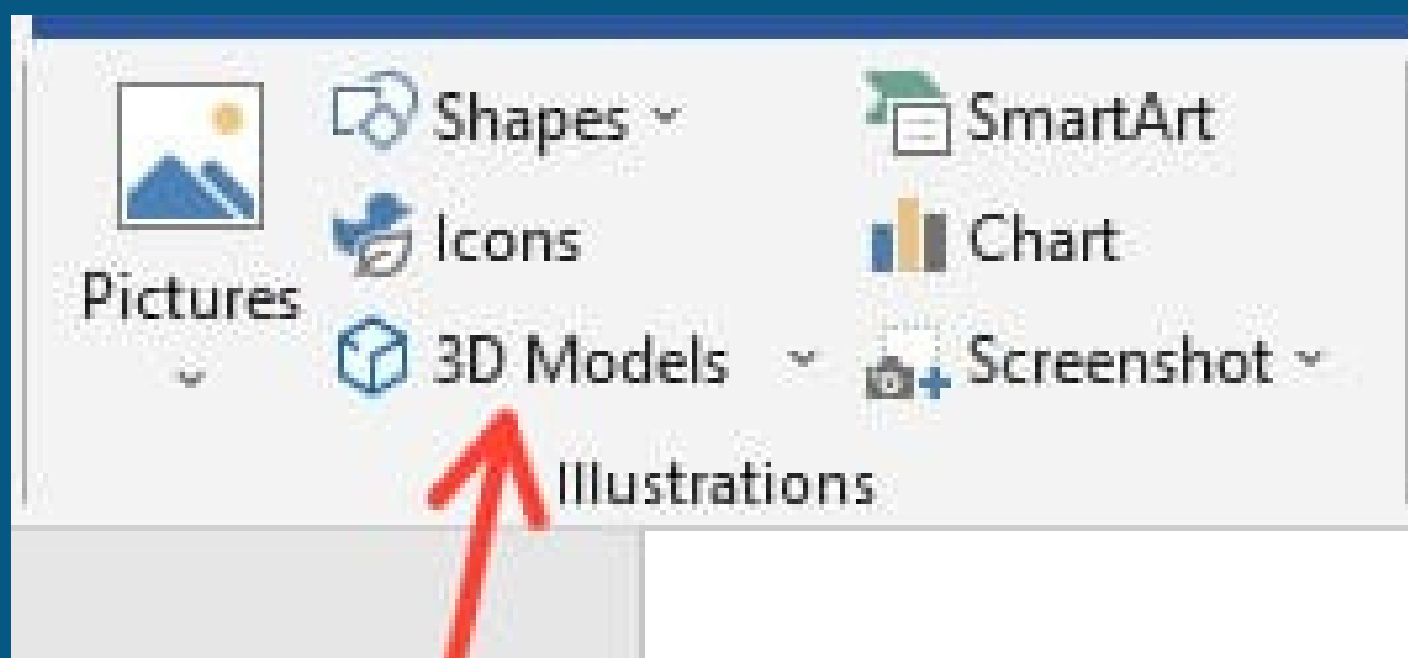 Pictures
Shapes
Icons
3D Models
SmartArt
Chart
Screenshot
Illustrations